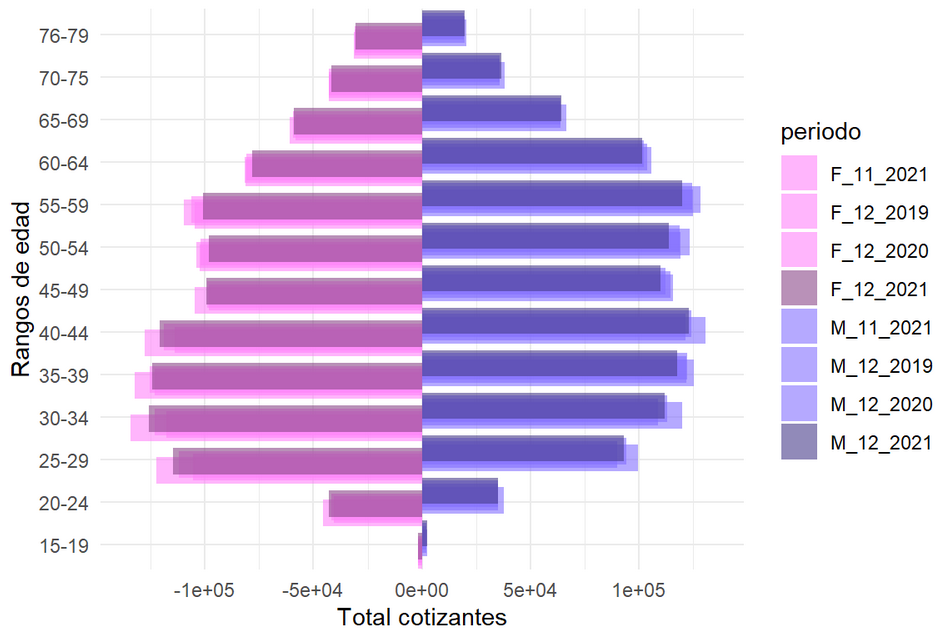 76-79
70-75
65-69
60-64
55-59
50-54
45-49
40-44
35-39
30-34
25-29
20-24
15-19
Rangos de edad
-1e+05 -5e+04 0e+00 5e+04 1e+05
Total cotizantes
periodo
F_11_2021
F_12_2019
F_12_2020
F_12_2021
M_11_2021
M_12_2019
M_12_2020
M_12_2021